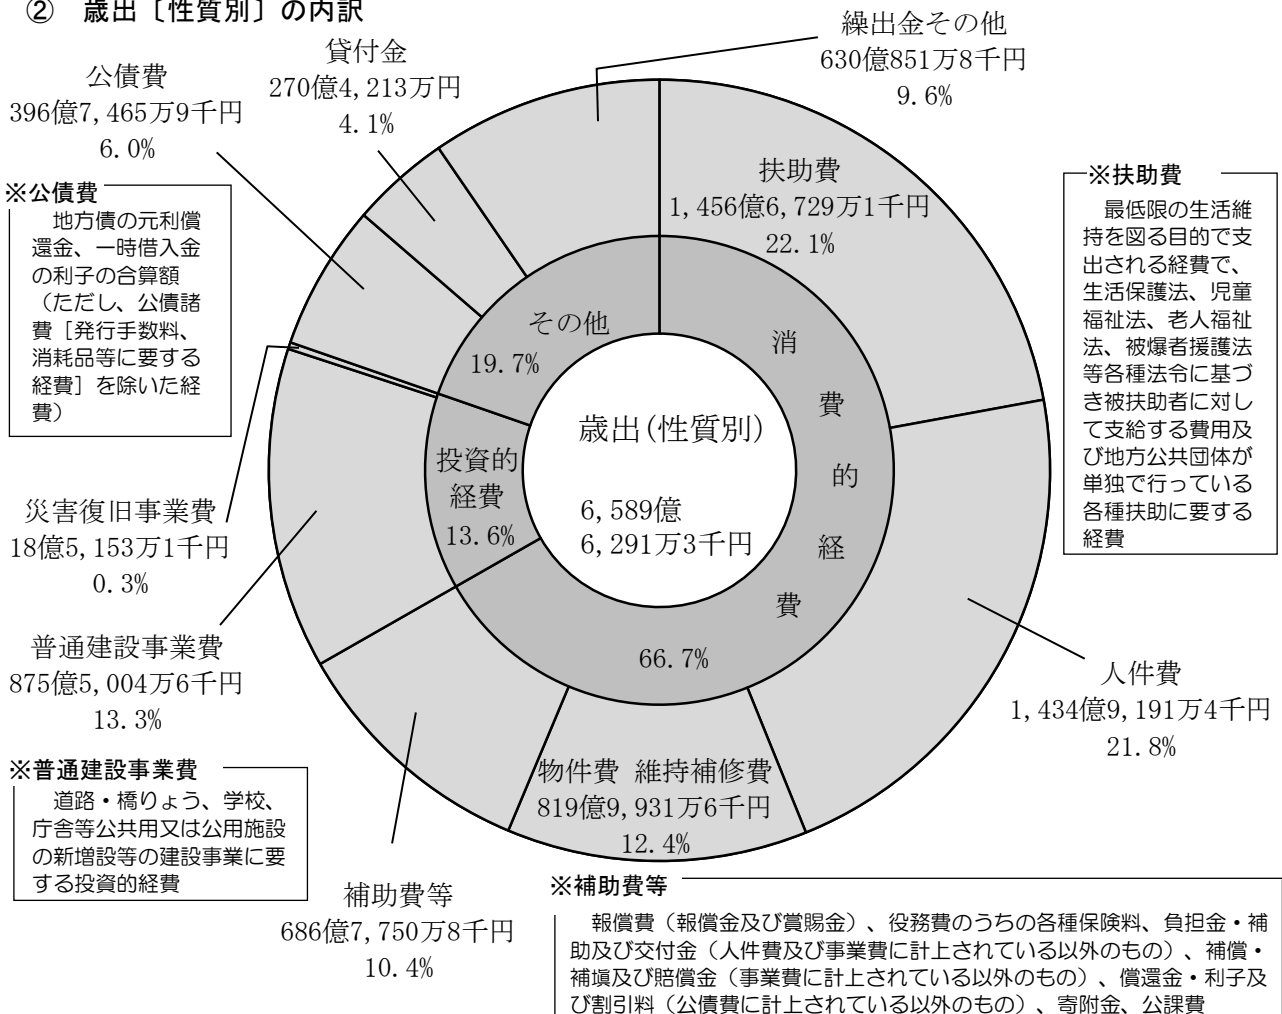 ② 歳出〔性質別〕の内訳
繰出金その他
630億851万8千円
9.6%
貸付金
270億4,213万円
4.1%
公債費
396億7,465万9千円
6.0%
※公債費
地方債の元利償
還金、一時借入金
の利子の合算額
（ただし、公債諸
費［発行手数料、
消耗品等に要する
経費］を除いた経
費）
扶助費
1,456億6,729万1千円
22.1%
※扶助費
最低限の生活維
持を図る目的で支
出される経費で、
生活保護法、児童
福祉法、老人福祉
法、被爆者援護法
等各種法令に基づ
き被扶助者に対し
て支給する費用及
び地方公共団体が
単独で行っている
各種扶助に要する
経費
その他
19.7%
消費的経費
66.7%
投資的
経費
13.6%
歳出(性質別)
6,589億
6,291万3千円
災害復旧事業費
18億5,153万1千円
0.3%
普通建設事業費
875億5,004万6千円
13.3%
人件費
1,434億9,191万4千円
21.8%
※普通建設事業費
道路・橋りょう、学校、
庁舎等公共用又は公用施設
の新増設等の建設事業に要
する投資的経費
物件費 維持補修費
819億9,931万6千円
12.4%
補助費等
686億7,750万8千円
10.4%
※補助費等
報償費（報償金及び賞賜金）、役務費のうちの各種保険料、負担金・補
助及び交付金（人件費及び事業費に計上されている以外のもの）、補償・
補塡及び賠償金（事業費に計上されている以外のもの）、償還金・利子及
び割引料（公債費に計上されている以外のもの）、寄附金、公課費